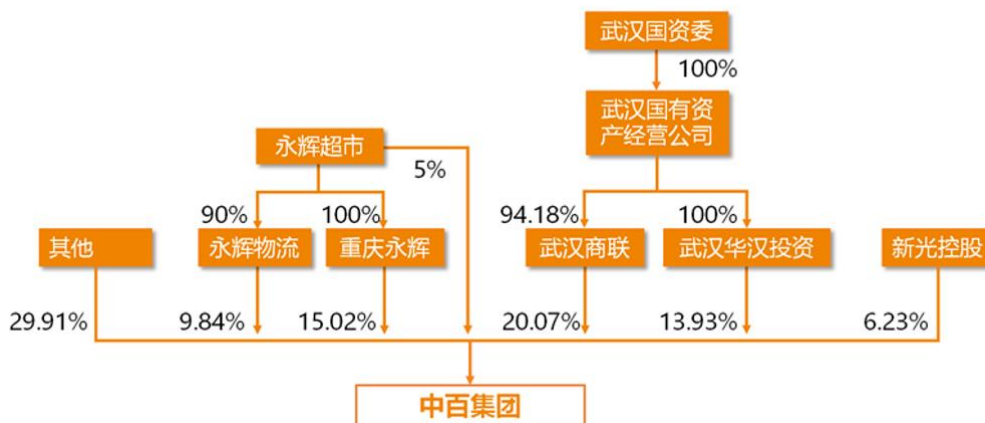 武汉国资委
100%
武汉国有资
产经营公司
永辉超市
5%
90%
100%
94.18%
100%
其他
永辉物流
重庆永辉
武汉商联
武汉华汉投资
新光控股
29.91%
9.84%
15.02%
20.07%
13.93%
6.23%
中百集团